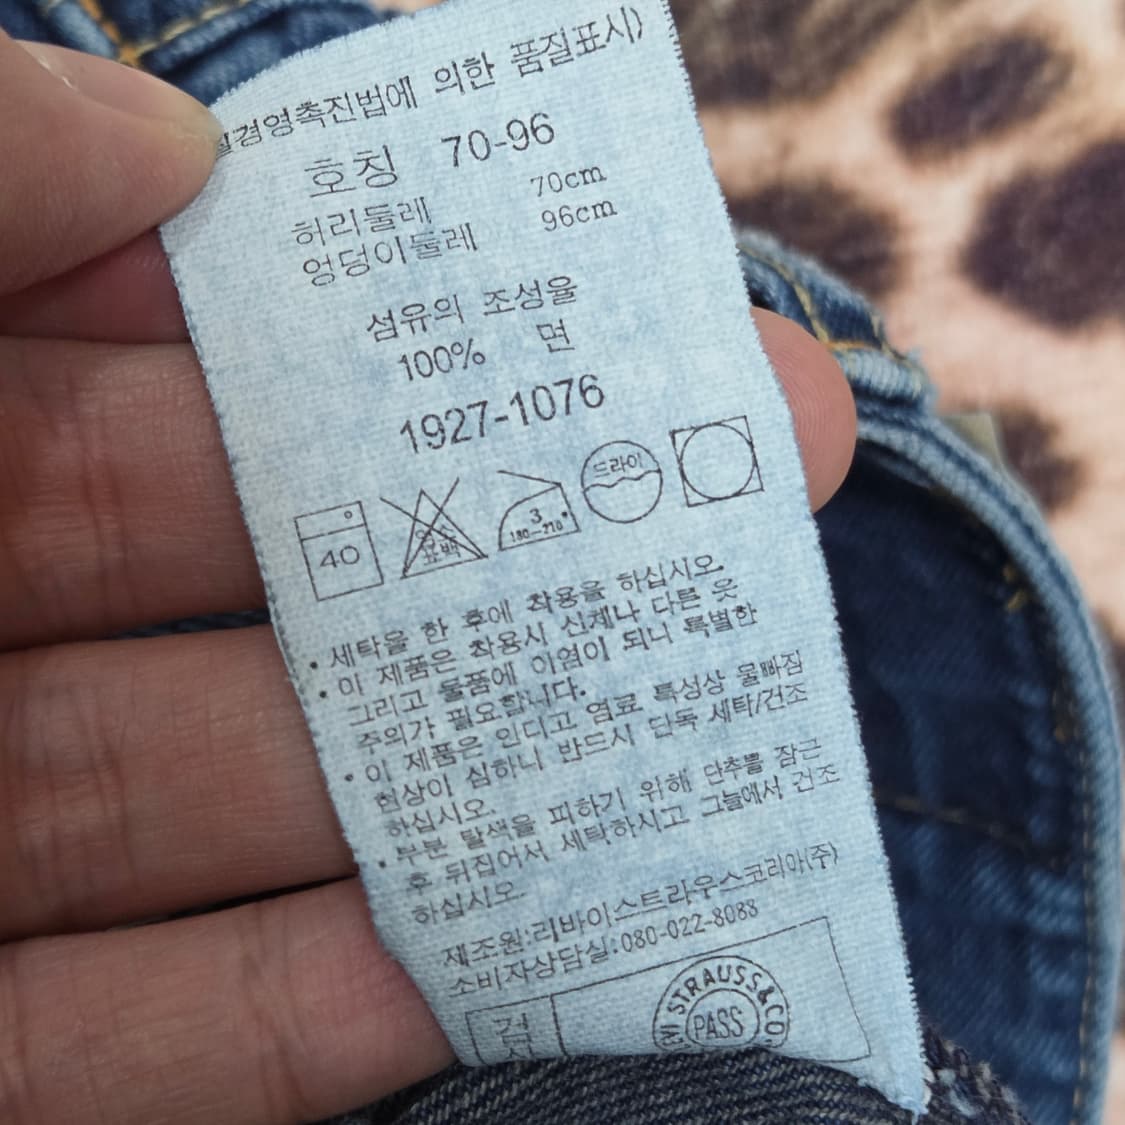 경영촉진법에 의한 품질표시)
호칭 70-96
허리둘레 70cm
엉덩이둘레 96cm
섬유의 조성율
100% 면
1927-1076
40
표백
3
180-210°
드라이
• 세탁을 한 후에 착용을 하십시오.
• 이 제품은 착용시 신체나 다른 옷
그리고 물품에 이염이 되니 특별한
주의가 필요합니다.
• 이 제품은 인디고 염료 특성상 물빠짐
현상이 심하니 반드시 단독 세탁/건조
하십시오.
• 부분 탈색을 피하기 위해 단추를 잠근
후 뒤집어서 세탁하시고 그늘에서 건조
하십시오.
제조원:리바이스트라우스코리아(주)
소비자상담실:080-022-8088
STRAUSS&CO
PASS
검